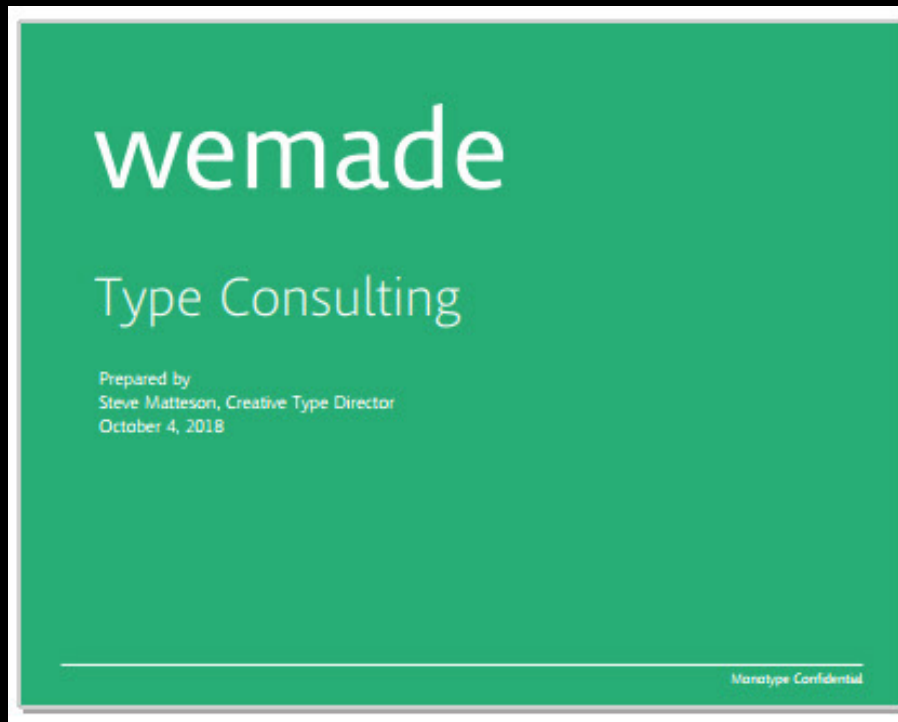 wemade
Type Consulting
Prepared by
Steve Matteson, Creative Type Director
October 4, 2018
Monotype Confidential